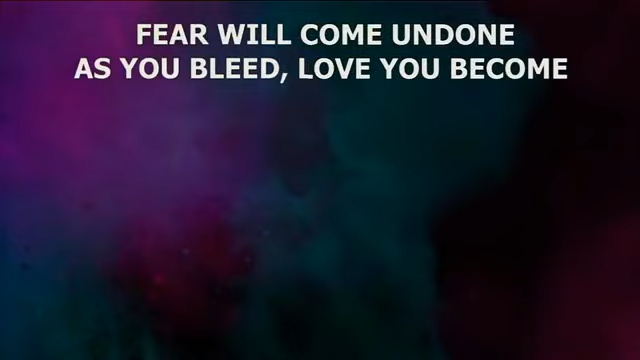 FEAR WILL COME UNDONE
AS YOU BLEED, LOVE YOU BECOME